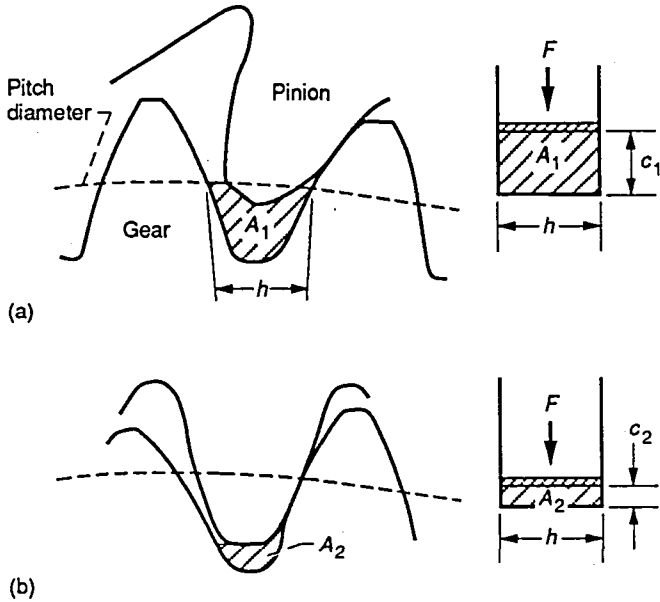 Pitch
diameter
Pinion
Gear
A1
h
(a)
F
A1
c1
h
A2
(b)
F
c2
A2
h